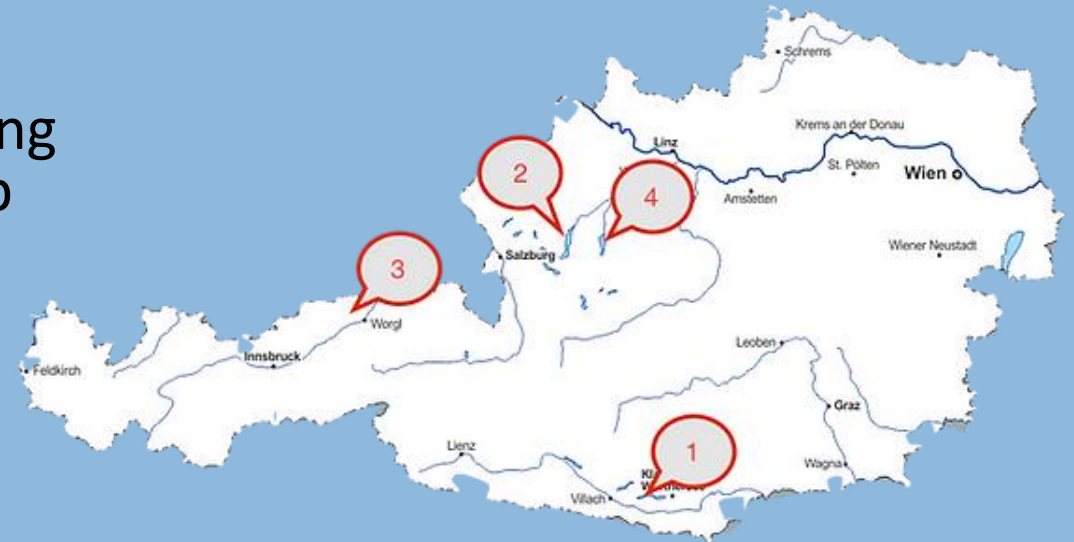 ng
Schrems
Krems an der Donau
Linz
St. Pölten
Wien
2
4
Amstetten
Wiener Neustadt
Salzburg
3
Worgl
Innsbruck
Leoben
Feldkirch
Graz
Lienz
1
Wagna
Villach